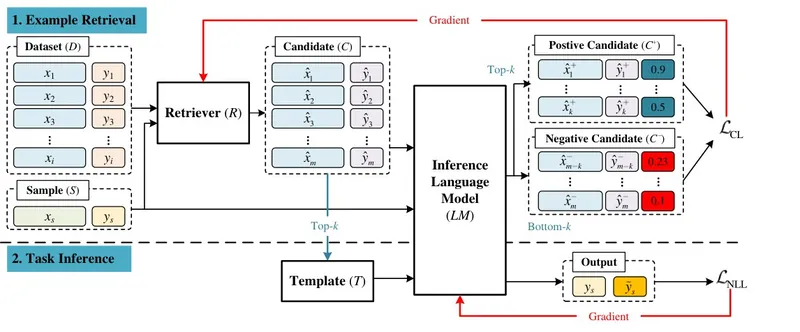 1. Example Retrieval
Gradient
Dataset (D)
x1 y1
x2 y2
x3 y3
⋮ ⋮
xi yi
Sample (S)
xs ys
Retriever (R)
Candidate (C)
x̂1 ŷ1
x̂2 ŷ2
x̂3 ŷ3
⋮ ⋮
x̂m ŷm
Top-k
Inference
Language
Model
(LM)
Top-k
Postive Candidate (C⁺)
x̂1⁺ ŷ1⁺ 0.9
⋮ ⋮ ⋮
x̂k⁺ ŷk⁺ 0.5
Negative Candidate (C⁻)
x̂m−k⁻ ŷm−k⁻ 0.23
⋮ ⋮ ⋮
x̂m⁻ ŷm⁻ 0.1
Bottom-k
ℒCL
2. Task Inference
Template (T)
Output
ys ỹs
ℒNLL
Gradient